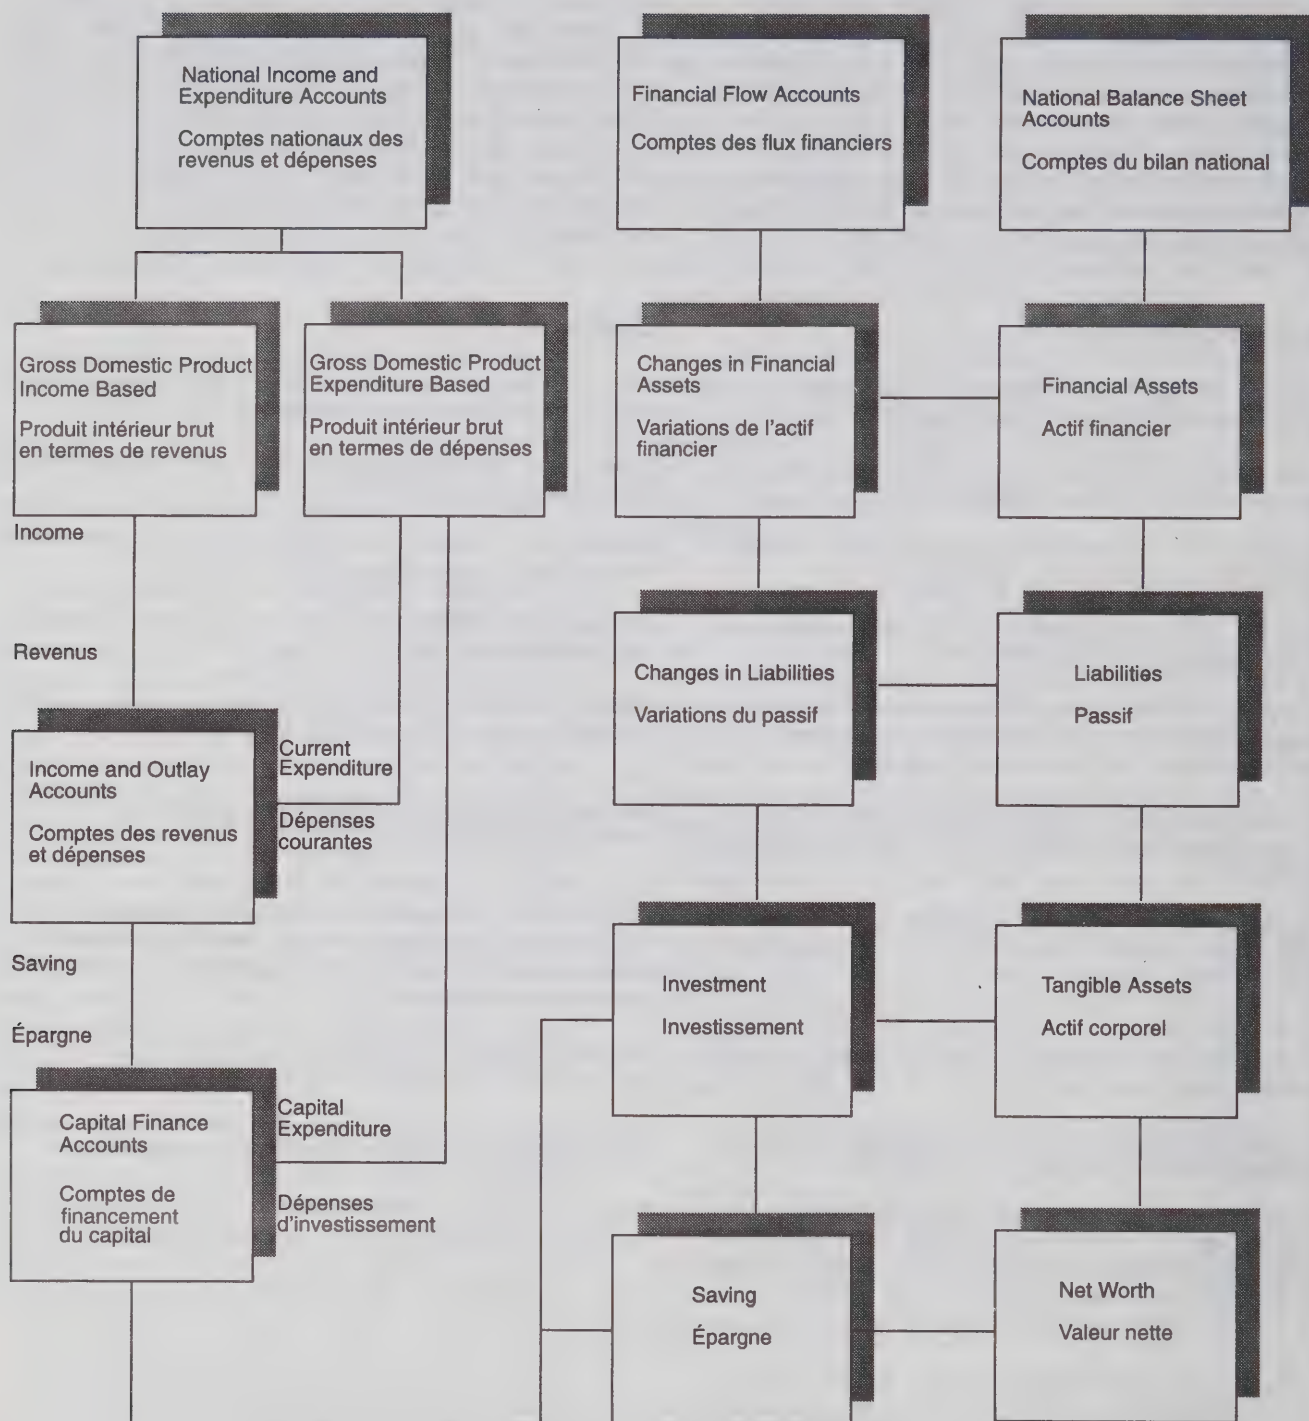 National Income and
Expenditure Accounts
Comptes nationaux des
revenus et dépenses
Financial Flow Accounts
Comptes des flux financiers
National Balance Sheet
Accounts
Comptes du bilan national
Gross Domestic Product
Income Based
Produit intérieur brut
en termes de revenus
Gross Domestic Product
Expenditure Based
Produit intérieur brut
en termes de dépenses
Changes in Financial
Assets
Variations de l'actif
financier
Financial Assets
Actif financier
Income
Revenus
Changes in Liabilities
Variations du passif
Liabilities
Passif
Income and Outlay
Accounts
Comptes des revenus
et dépenses
Current
Expenditure
Dépenses
courantes
Saving
Épargne
Investment
Investissement
Tangible Assets
Actif corporel
Capital Finance
Accounts
Comptes de
financement
du capital
Capital
Expenditure
Dépenses
d'investissement
Saving
Épargne
Net Worth
Valeur nette